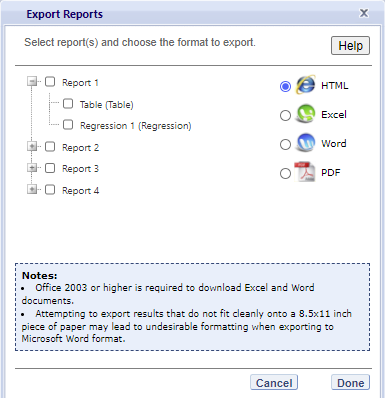 Export Reports
X
Select report(s) and choose the format to export.
Help
Report 1
Table (Table)
Regression 1 (Regression)
Report 2
Report 3
Report 4
HTML
Excel
Word
PDF
Notes:
• Office 2003 or higher is required to download Excel and Word
documents.
• Attempting to export results that do not fit cleanly onto a 8.5x11 inch
piece of paper may lead to undesirable formatting when exporting to
Microsoft Word format.
Cancel
Done